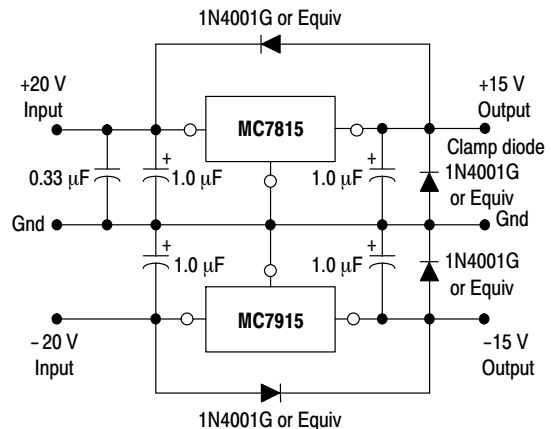 1N4001G or Equiv
+20 V
Input
+15 V
Output
MC7815
Clamp diode
0.33 μF
+
1.0 μF
1.0 μF
+
1N4001G
or Equiv
Gnd
Gnd
+
1.0 μF
1.0 μF
+
1N4001G
or Equiv
MC7915
−20 V
Input
−15 V
Output
1N4001G or Equiv